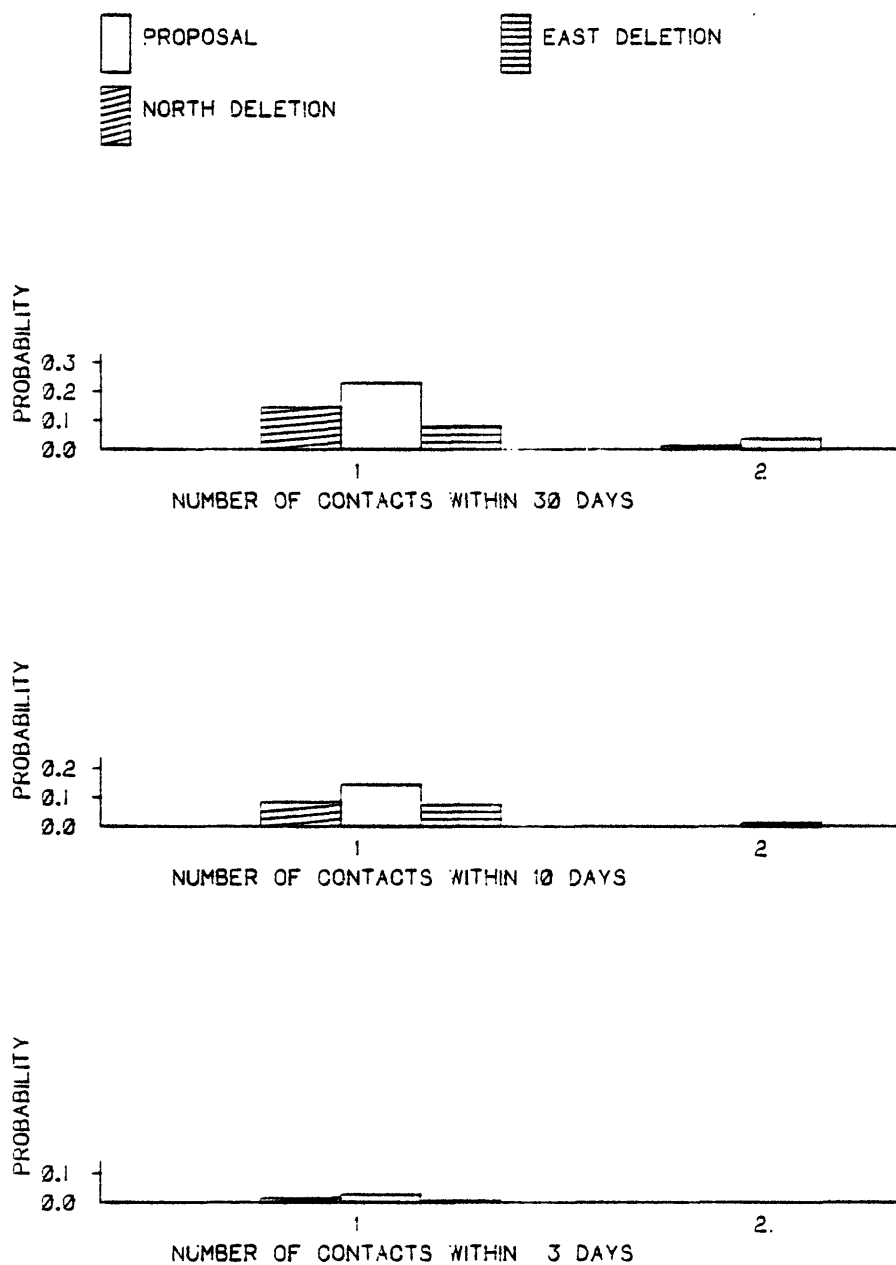 PROPOSAL
EAST DELETION
NORTH DELETION
PROBABILITY
0.3
0.2
0.1
0.0
1
2
NUMBER OF CONTACTS WITHIN 30 DAYS
PROBABILITY
0.2
0.1
0.0
1
2
NUMBER OF CONTACTS WITHIN 10 DAYS
PROBABILITY
0.1
0.0
1
2.
NUMBER OF CONTACTS WITHIN 3 DAYS